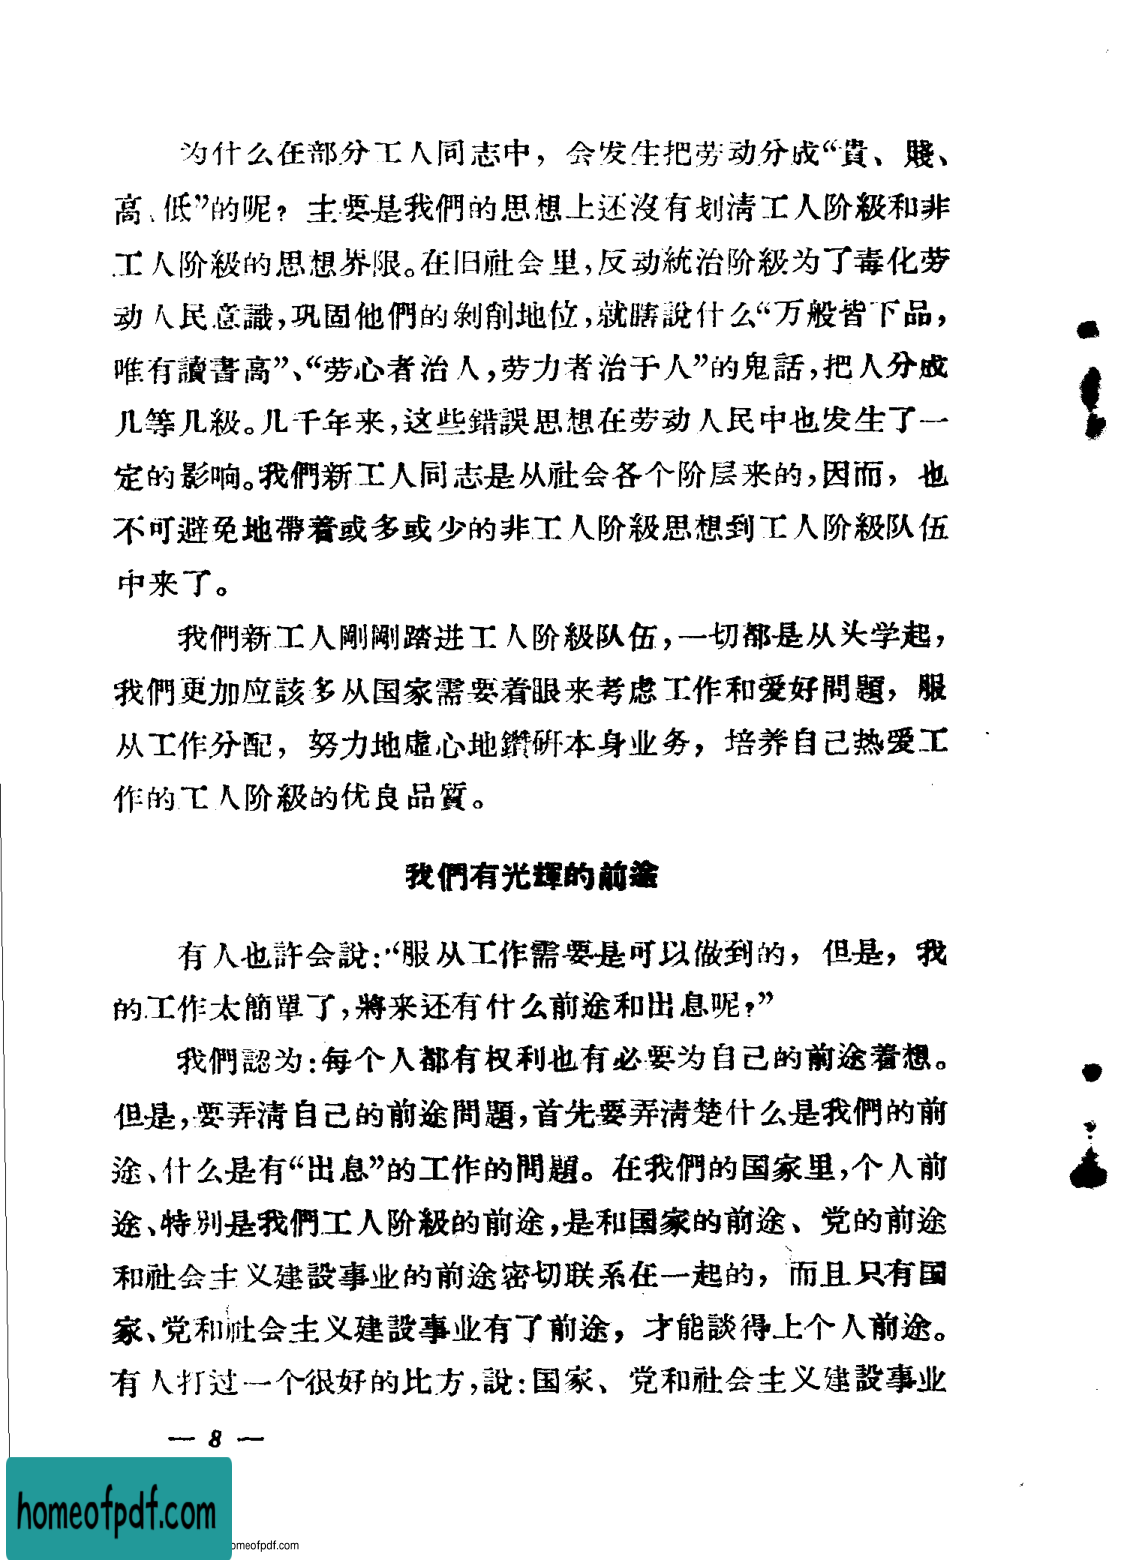 为什么在部分工人同志中，会发生把劳动分成“貴、賤、
高、低”的呢？主要是我們的思想上还沒有划清工人阶級和非
工人阶級的思想界限。在旧社会里，反动統治阶級为了毒化劳
动人民意識，巩固他們的剝削地位，就瞎說什么“万般皆下品，
唯有讀書高”、“劳心者治人，劳力者治于人”的鬼話，把人分成
几等几級。几千年来，这些錯誤思想在劳动人民中也发生了一
定的影响。我們新工人同志是从社会各个阶层来的，因而，也
不可避免地帶着或多或少的非工人阶級思想到工人阶級队伍
中来了。
我們新工人剛剛踏进工人阶級队伍，一切都是从头学起，
我們更加应該多从国家需要着眼来考虑工作和爱好問題，服
从工作分配，努力地虛心地鑽研本身业务，培养自己热爱工
作的工人阶級的优良品質。
我們有光輝的前途
有人也許会說：“服从工作需要是可以做到的，但是，我
的工作太簡單了，將来还有什么前途和出息呢？”
我們認为：每个人都有权利也有必要为自己的前途着想。
但是，要弄清自己的前途問題，首先要弄清楚什么是我們的前
途、什么是有“出息”的工作的問題。在我們的国家里，个人前
途、特别是我們工人阶級的前途，是和国家的前途、党的前途
和社会主义建設事业的前途密切联系在一起的，而且只有国
家、党和社会主义建設事业有了前途，才能談得上个人前途。
有人打过一个很好的比方，說：国家、党和社会主义建設事业
— 8 —
homeofpdf.com
omeofpdf.com